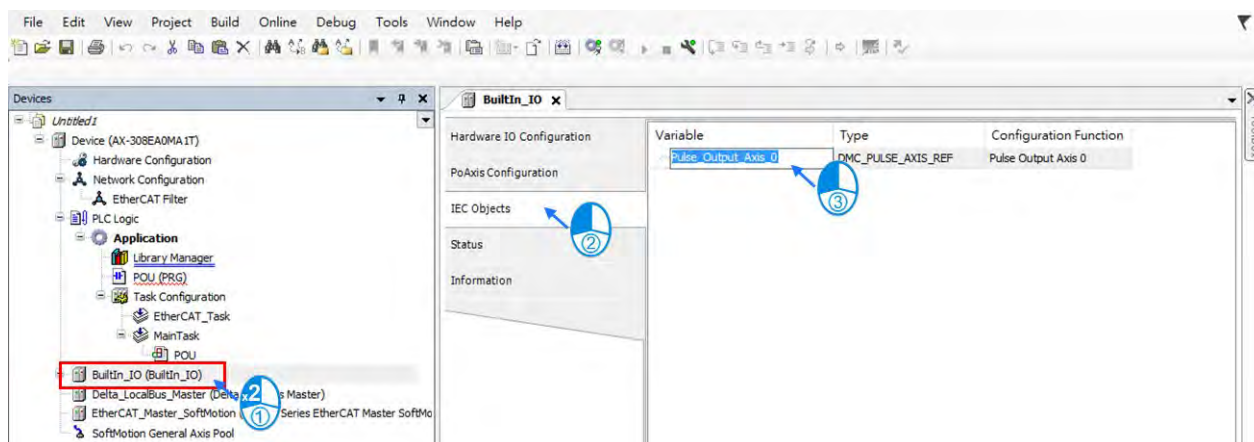 File Edit View Project Build Online Debug Tools Window Help
Devices
Untitled1
Device (AX-308EA0MA1T)
Hardware Configuration
Network Configuration
EtherCAT Filter
PLC Logic
Application
Library Manager
POU (PRG)
Task Configuration
EtherCAT_Task
MainTask
POU
BuiltIn_IO (BuiltIn_IO)
Delta_LocalBus_Master (Delta s Master)
EtherCAT_Master_SoftMotion ( Series EtherCAT Master SoftMo
SoftMotion General Axis Pool
x2
①
BuiltIn_IO
Hardware IO Configuration
PoAxis Configuration
IEC Objects
②
Status
Information
Variable Type Configuration Function
Pulse_Output_Axis_0 DMC_PULSE_AXIS_REF Pulse Output Axis 0
③